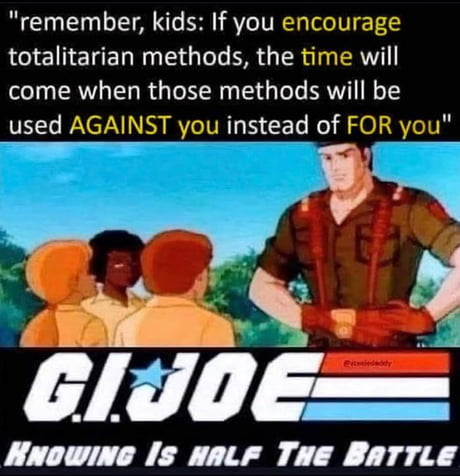 "remember, kids: If you encourage
totalitarian methods, the time will
come when those methods will be
used AGAINST you instead of FOR you"
G.I.JOE
KNOWING IS HALF THE BATTLE